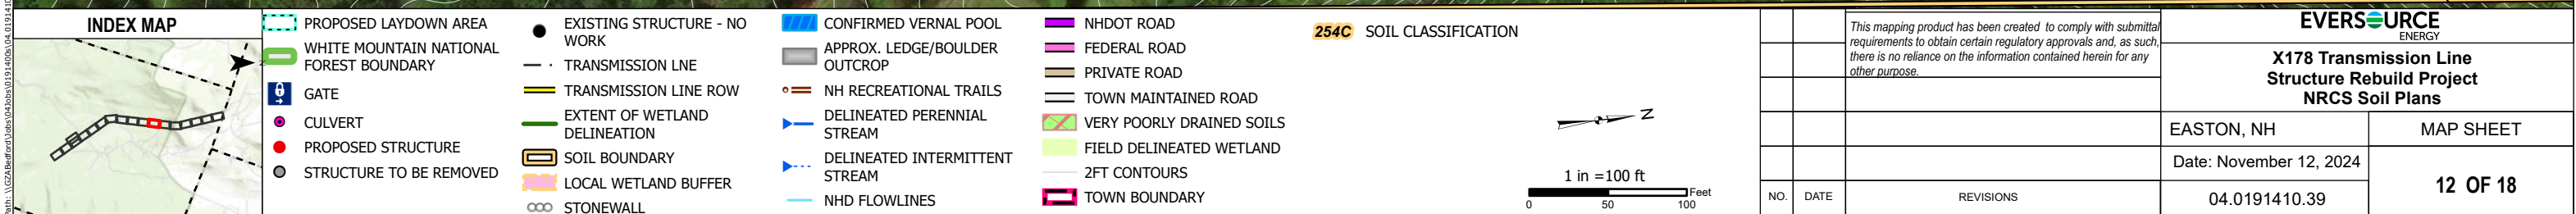 Path: \\GZABedford\Jobs\04Jobs\0191400s\04.0191410
INDEX MAP
PROPOSED LAYDOWN AREA
WHITE MOUNTAIN NATIONAL
FOREST BOUNDARY
GATE
CULVERT
PROPOSED STRUCTURE
STRUCTURE TO BE REMOVED
EXISTING STRUCTURE - NO
WORK
TRANSMISSION LNE
TRANSMISSION LINE ROW
EXTENT OF WETLAND
DELINEATION
SOIL BOUNDARY
LOCAL WETLAND BUFFER
STONEWALL
CONFIRMED VERNAL POOL
APPROX. LEDGE/BOULDER
OUTCROP
NH RECREATIONAL TRAILS
DELINEATED PERENNIAL
STREAM
DELINEATED INTERMITTENT
STREAM
NHD FLOWLINES
NHDOT ROAD
FEDERAL ROAD
PRIVATE ROAD
TOWN MAINTAINED ROAD
VERY POORLY DRAINED SOILS
FIELD DELINEATED WETLAND
2FT CONTOURS
TOWN BOUNDARY
254C SOIL CLASSIFICATION
N
1 in =100 ft
Feet
0 50 100
NO. DATE REVISIONS
This mapping product has been created to comply with submittal
requirements to obtain certain regulatory approvals and, as such,
there is no reliance on the information contained herein for any
other purpose.
EVERSOURCE
ENERGY
X178 Transmission Line
Structure Rebuild Project
NRCS Soil Plans
EASTON, NH
MAP SHEET
Date: November 12, 2024
12 OF 18
04.0191410.39